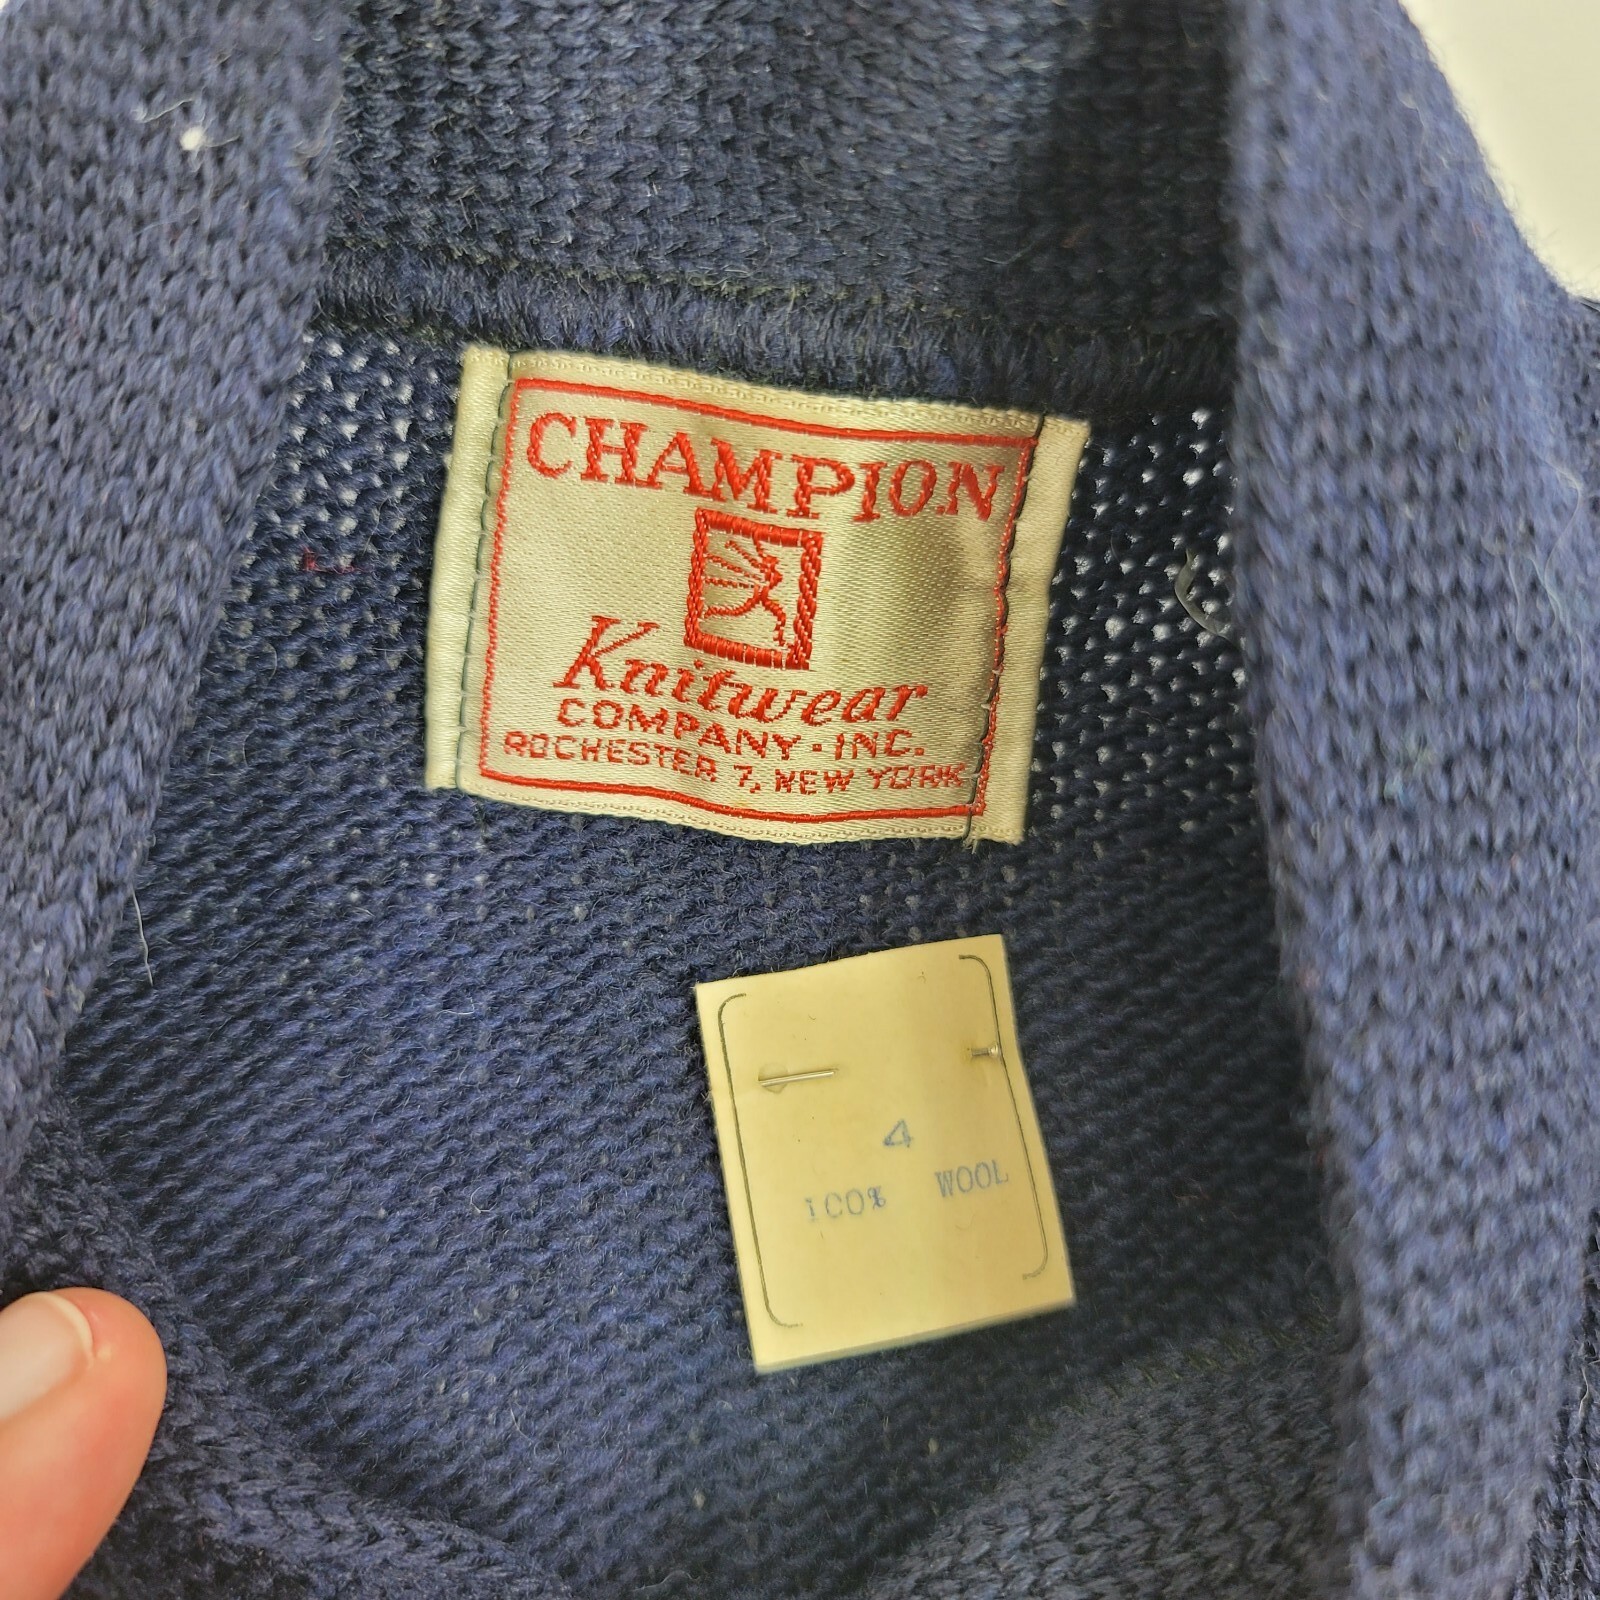 CHAMPION
Knitwear
COMPANY · INC.
ROCHESTER 7, NEW YORK
4
100% WOOL